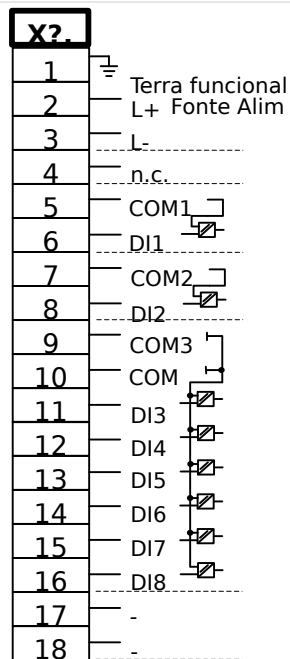 X?.
1
Terra funcional
2 L+ Fonte Alim
3 L-
4 n.c.
5 COM1
6 DI1
7 COM2
8 DI2
9 COM3
10 COM
11 DI3
12 DI4
13 DI5
14 DI6
15 DI7
16 DI8
17 -
18 -